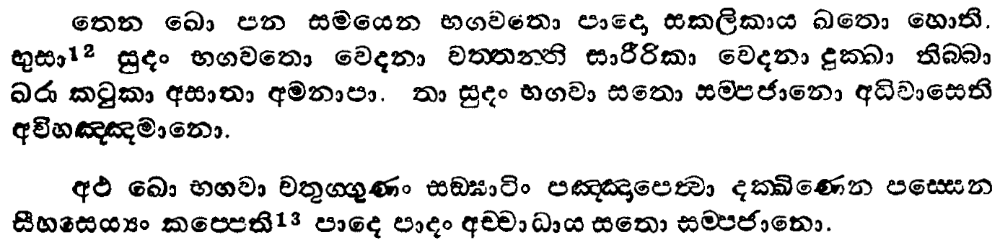 තෙන ඛො පන සමයෙන භගවතො පාදො සකලිකාය ඛතො හොති.
භුසා12 සුදං භගවතො වෙදනා වත්තන්ති සාරීරිකා වෙදනා දුක්ඛා තිබ්බා
ඛරා කටුකා අසාතා අමනාපා. තා සුදං භගවා සතො සම්පජානො අධිවාසෙති
අවිහඤ්ඤමානො.
අථ ඛො භගවා චතුග්ගුණං සඞ්ඝාටිං පඤ්ඤාපෙත්වා දක්ඛිණෙන පස්සෙන
සීහසෙය්‍යං කප්පෙති13 පාදෙ පාදං අච්චාධාය සතො සම්පජානො.